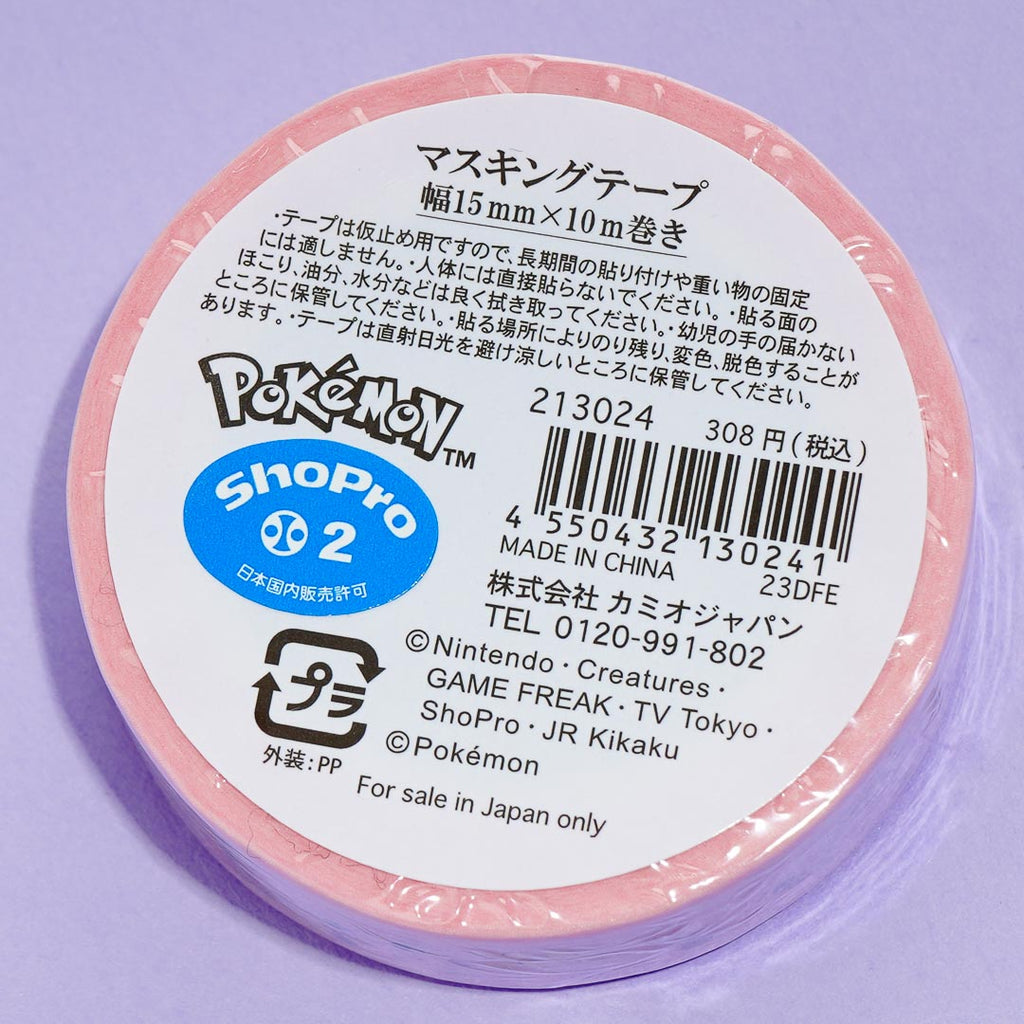 マスキングテープ
幅15mm×10m巻き
・テープは仮止め用ですので、長期間の貼り付けや重い物の固定
には適しません。・人体には直接貼らないでください。・貼る面の
ほこり、油分、水分などは良く拭き取ってください。・幼児の手の届かない
ところに保管してください。・貼る場所によりのり残り、変色、脱色することが
あります。・テープは直射日光を避け涼しいところに保管してください。
POKéMON TM
213024 308円(税込)
4 550432 130241
MADE IN CHINA
23DFE
ShoPro
小 2
日本国内販売許可
株式会社 カミオジャパン
TEL 0120-991-802
プラ
外装:PP
©Nintendo・Creatures・
GAME FREAK・TV Tokyo・
ShoPro・JR Kikaku
©Pokémon
For sale in Japan only